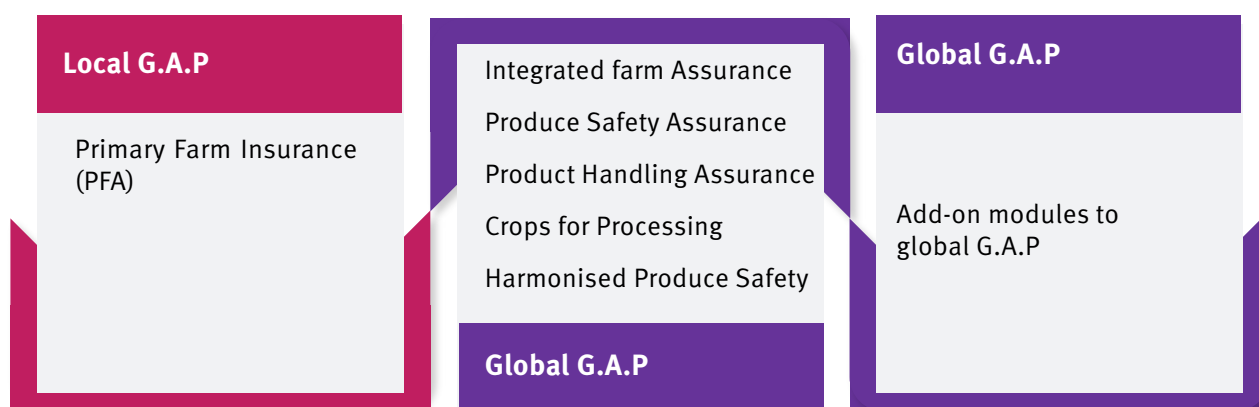 Local G.A.P
Primary Farm Insurance
(PFA)
Integrated farm Assurance
Produce Safety Assurance
Product Handling Assurance
Crops for Processing
Harmonised Produce Safety
Global G.A.P
Global G.A.P
Add-on modules to
global G.A.P